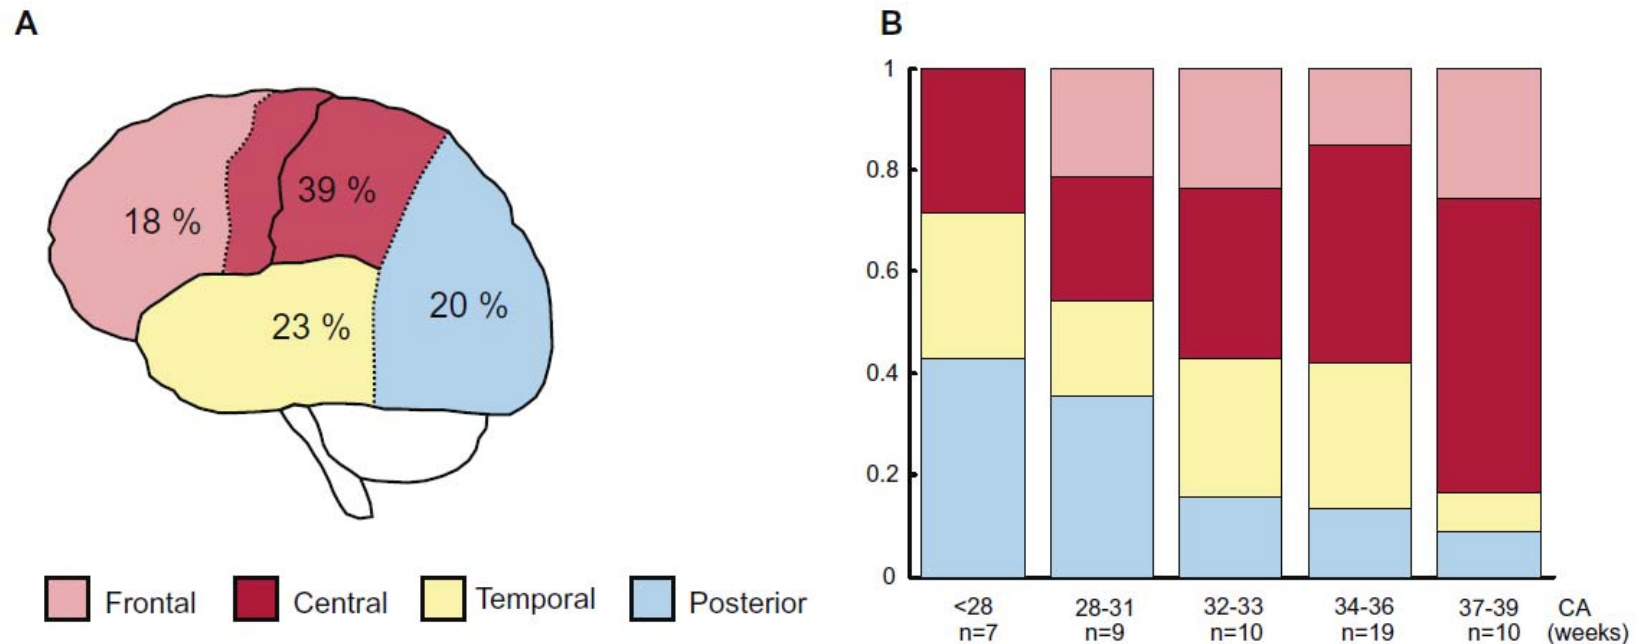 A
18 %
39 %
23 %
20 %
Frontal
Central
Temporal
Posterior
B
1
0.8
0.6
0.4
0.2
0
<28
n=7
28-31
n=9
32-33
n=10
34-36
n=19
37-39
n=10
CA
(weeks)